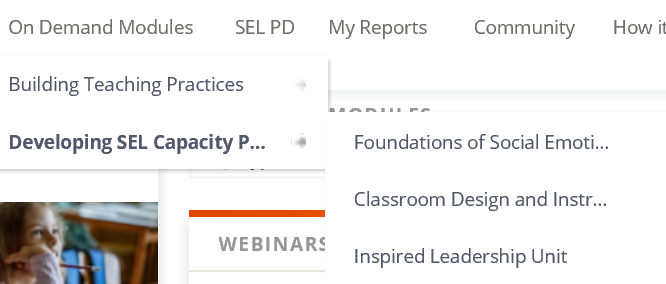 On Demand Modules SEL PD My Reports Community How it
Building Teaching Practices
MODULES
Developing SEL Capacity P...
Foundations of Social Emoti...
Classroom Design and Instr...
WEBINARS
Inspired Leadership Unit